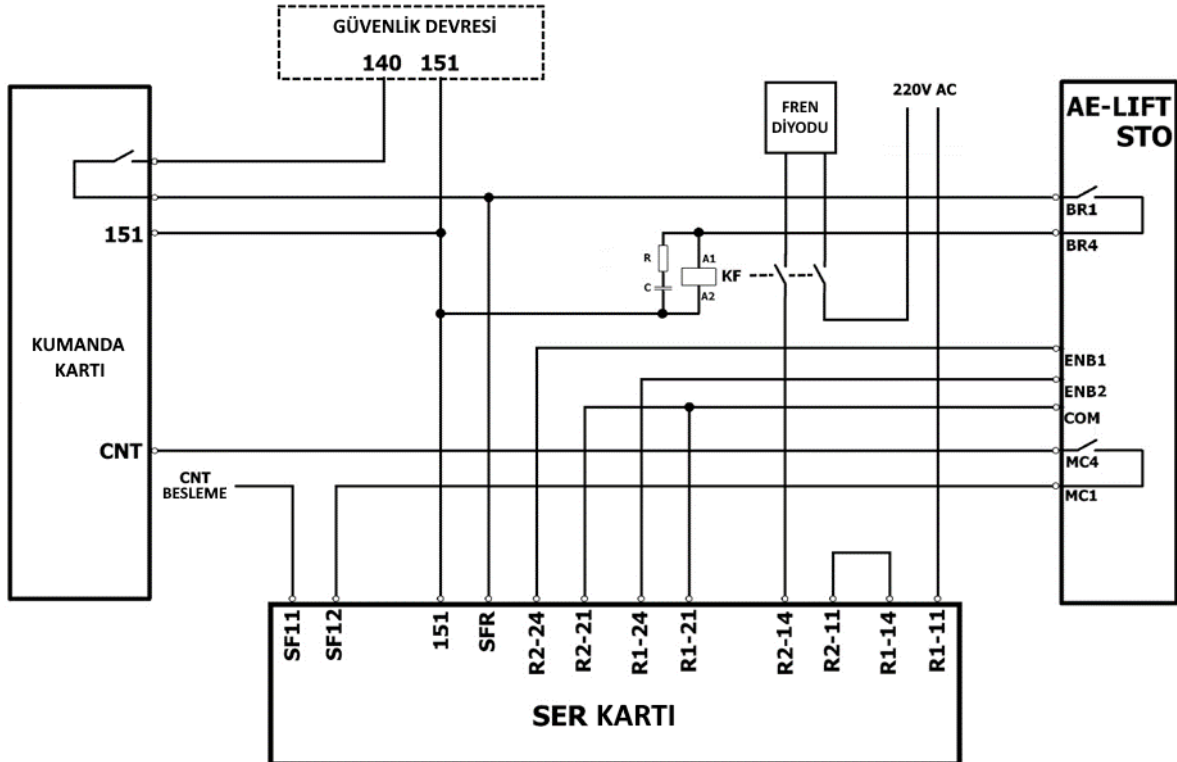 GÜVENLİK DEVRESİ
140 151
220V AC
FREN
DİYODU
AE-LIFT
STO
BR1
151
BR4
R
A1
KF
C
A2
KUMANDA
KARTI
ENB1
ENB2
COM
CNT
MC4
CNT
BESLEME
MC1
SF11
SF12
151
SFR
R2-24
R2-21
R1-24
R1-21
R2-14
R2-11
R1-14
R1-11
SER KARTI